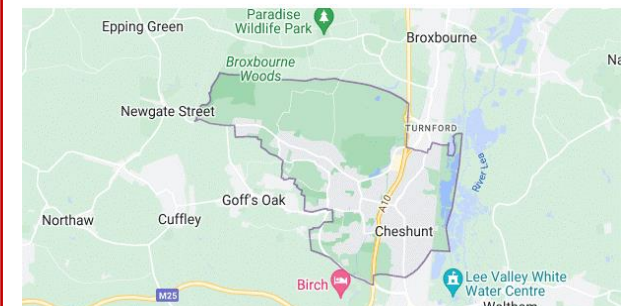 Epping Green
Paradise
Wildlife Park
Broxbourne
Broxbourne
Woods
Newgate Street
TURNFORD
River Lea
Goff's Oak
A10
Northaw
Cuffley
Cheshunt
M25
Birch
Lee Valley White
Water Centre